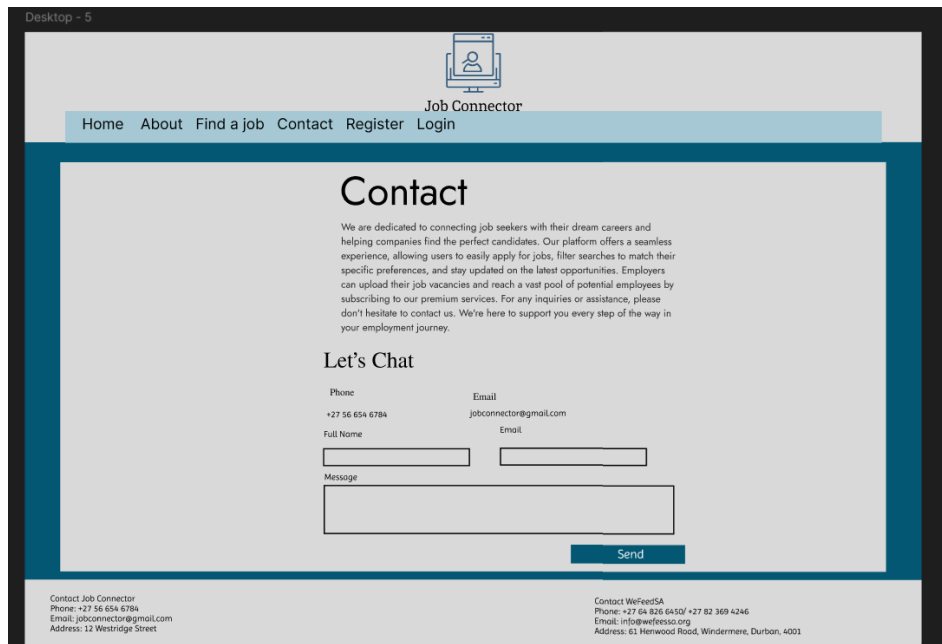 Desktop - 5
Job Connector
Home About Find a job Contact Register Login
Contact
We are dedicated to connecting job seekers with their dream careers and
helping companies find the perfect candidates. Our platform offers a seamless
experience, allowing users to easily apply for jobs, filter searches to match their
specific preferences, and stay updated on the latest opportunities. Employers
can upload their job vacancies and reach a vast pool of potential employees by
subscribing to our premium services. For any inquiries or assistance, please
don't hesitate to contact us. We're here to support you every step of the way in
your employment journey.
Let's Chat
Phone
Email
+27 56 654 6784
jobconnector@gmail.com
Full Name
Email
Message
Send
Contact Job Connector
Phone: +27 56 654 6784
Email: jobconnector@gmail.com
Address: 12 Westridge Street
Contact WeFeedSA
Phone: +27 64 826 6450/ +27 82 369 4246
Email: info@wefeessa.org
Address: 61 Henwood Road, Windermere, Durban, 4001